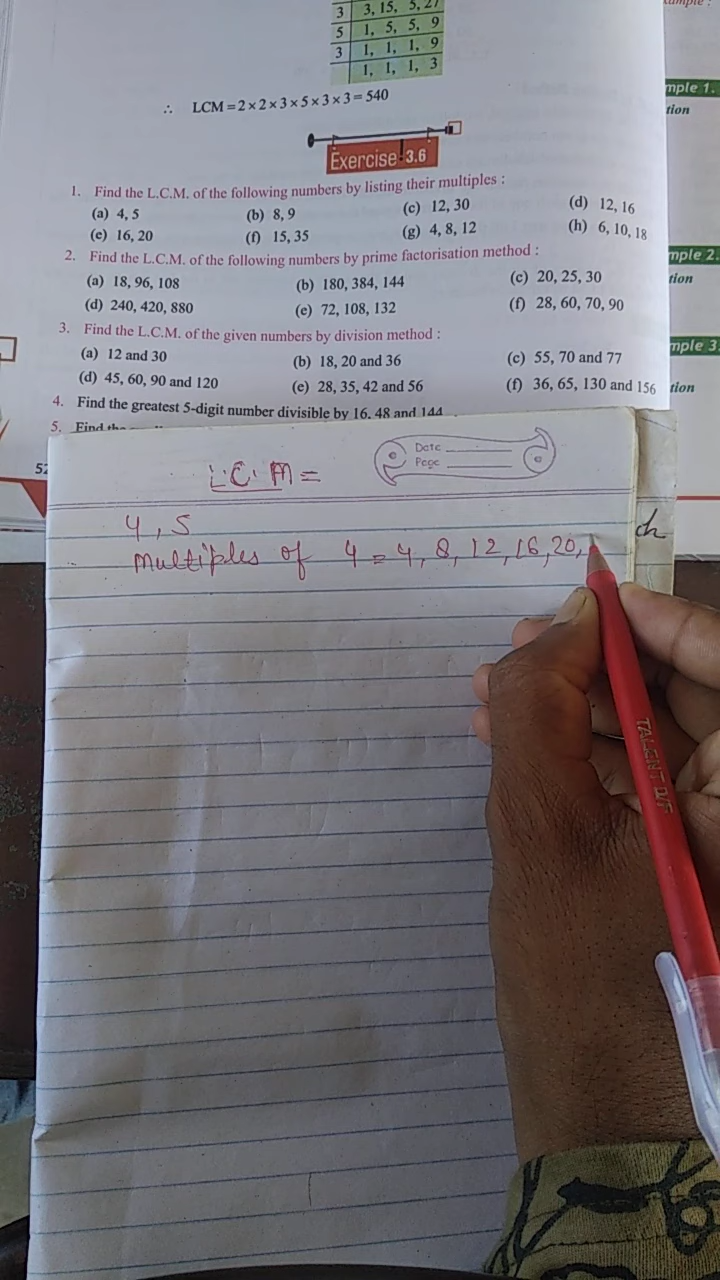 3 3, 15, 5, 27
5 1, 5, 5, 9
3 1, 1, 1, 9
1, 1, 1, 3
∴ LCM = 2×2×3×5×3×3 = 540
mple 1.
tion
Exercise 3.6
1. Find the L.C.M. of the following numbers by listing their multiples :
(a) 4, 5 (b) 8, 9 (c) 12, 30 (d) 12, 16
(e) 16, 20 (f) 15, 35 (g) 4, 8, 12 (h) 6, 10, 18
2. Find the L.C.M. of the following numbers by prime factorisation method :
mple 2.
(a) 18, 96, 108 (b) 180, 384, 144 (c) 20, 25, 30
tion
(d) 240, 420, 880 (e) 72, 108, 132 (f) 28, 60, 70, 90
3. Find the L.C.M. of the given numbers by division method :
mple 3.
(a) 12 and 30 (b) 18, 20 and 36 (c) 55, 70 and 77
(d) 45, 60, 90 and 120 (e) 28, 35, 42 and 56 (f) 36, 65, 130 and 156
tion
4. Find the greatest 5-digit number divisible by 16, 48 and 144
5. Find
52
L.C.M =
Date
Page
4, 5
multiples of 4 = 4, 8, 12, 16, 20,
ch
TALENT